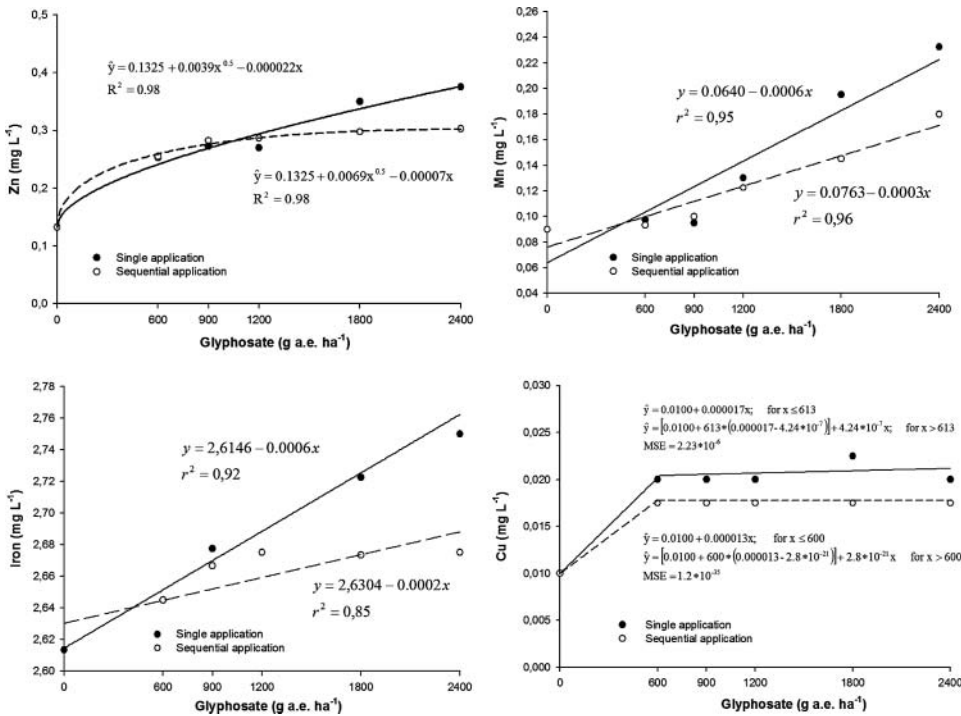 0,5
0,4
0,3
0,2
0,1
0,0
Zn (mg L⁻¹)
ŷ = 0.1325 + 0.0039x^0.5 − 0.000022x
R² = 0.98
ŷ = 0.1325 + 0.0069x^0.5 − 0.00007x
R² = 0.98
● Single application
○ Sequential application
0 600 900 1200 1800 2400
Glyphosate (g a.e. ha⁻¹)
0,26
0,24
0,22
0,20
0,18
0,16
0,14
0,12
0,10
0,08
0,06
0,04
Mn (mg L⁻¹)
y = 0.0640 − 0.0006x
r² = 0,95
y = 0.0763 − 0.0003x
r² = 0,96
● Single application
○ Sequential application
0 600 900 1200 1800 2400
Glyphosate (g a.e. ha⁻¹)
2,78
2,76
2,74
2,72
2,70
2,68
2,66
2,64
2,62
2,60
Iron (mg L⁻¹)
y = 2,6146 − 0.0006x
r² = 0,92
y = 2,6304 − 0.0002x
r² = 0,85
● Single application
○ Sequential application
0 600 900 1200 1800 2400
Glyphosate (g a.e. ha⁻¹)
0,030
0,025
0,020
0,015
0,010
0,005
0,000
Cu (mg L⁻¹)
ŷ = 0.0100 + 0.000017x; for x ≤ 613
ŷ = [0.0100 + 613*(0.000017 - 4.24*10⁻⁷)] + 4.24*10⁻⁷x; for x > 613
MSE = 2.23*10⁻⁶
ŷ = 0.0100 + 0.000013x; for x ≤ 600
ŷ = [0.0100 + 600*(0.000013 - 2.8*10⁻²¹)] + 2.8*10⁻²¹x for x > 600
MSE = 1.2*10⁻³⁵
● Single application
○ Sequential application
0 600 900 1200 1800 2400
Glyphosate (g a.e. ha⁻¹)